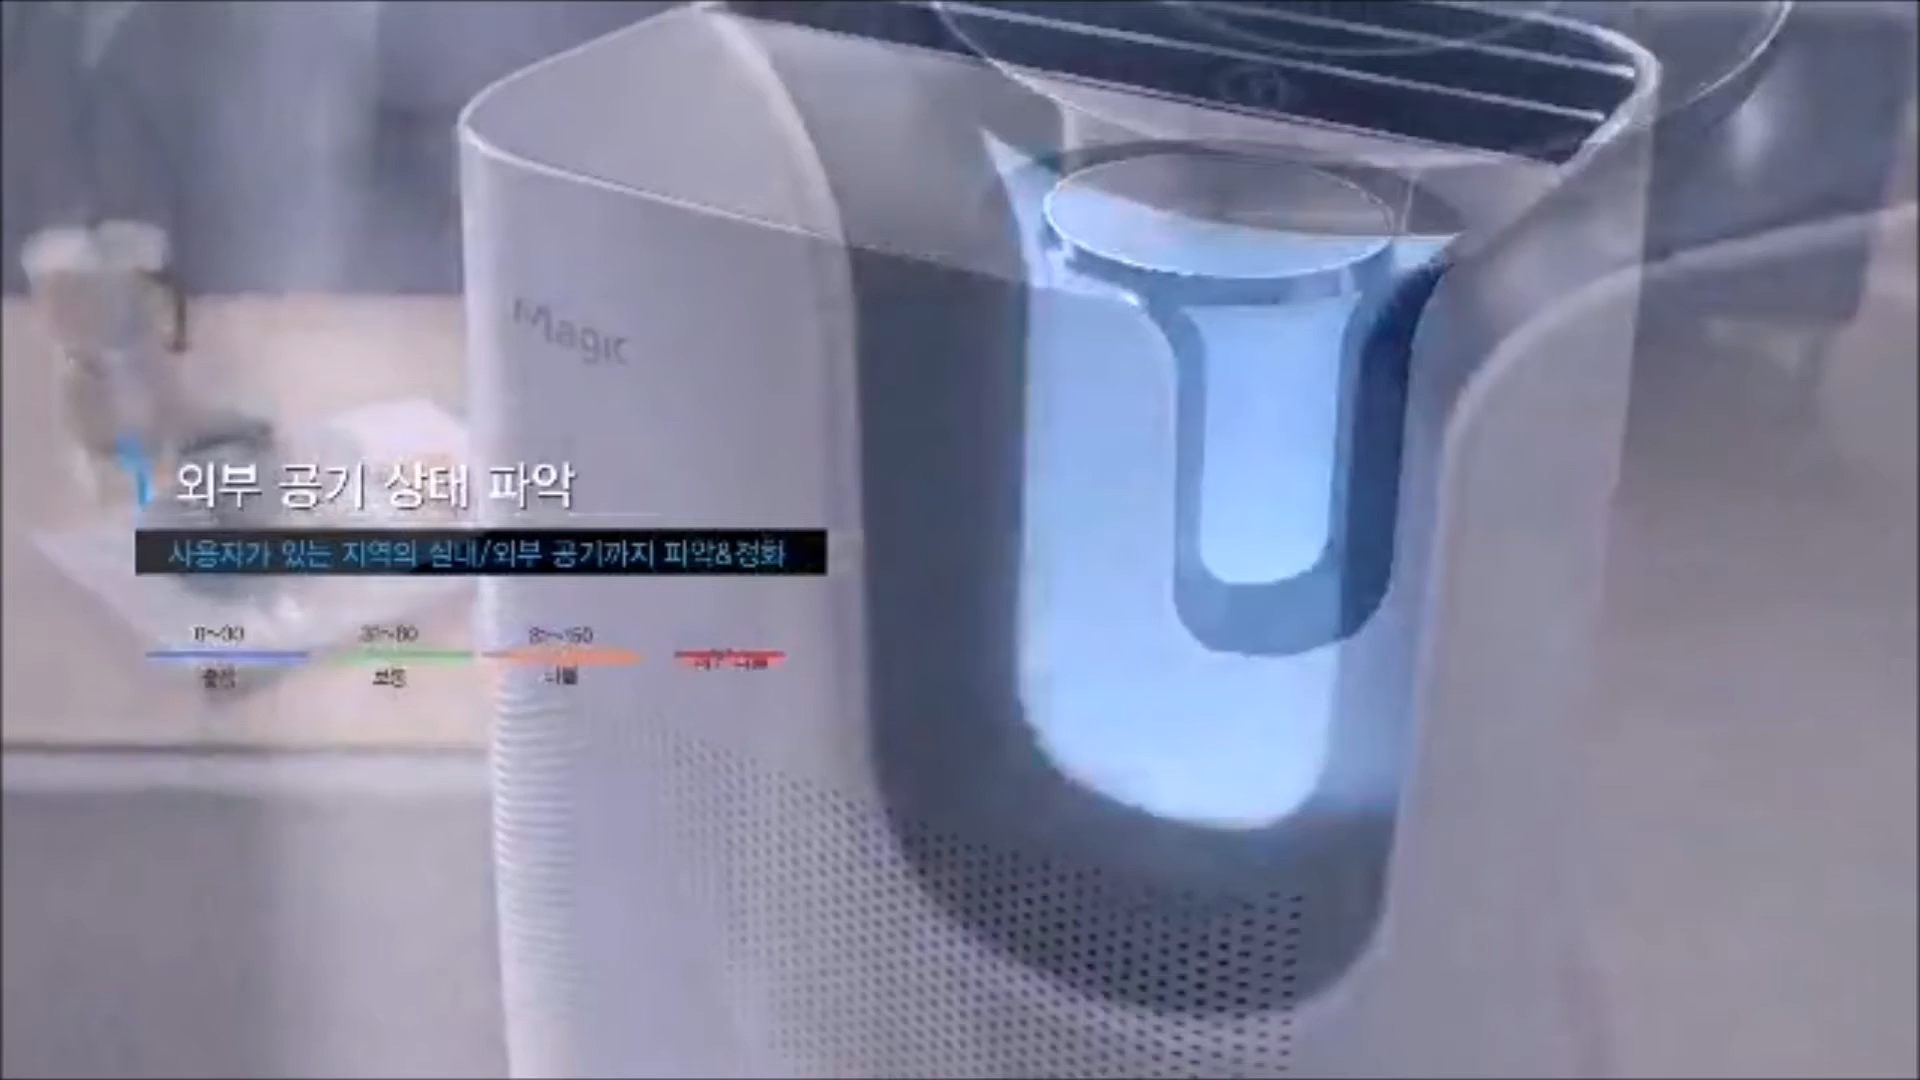 Magic
외부 공기 상태 파악
사용자가 있는 지역의 실내/외부 공기까지 파악&정화
0~30
81~150
좋음
보통
나쁨